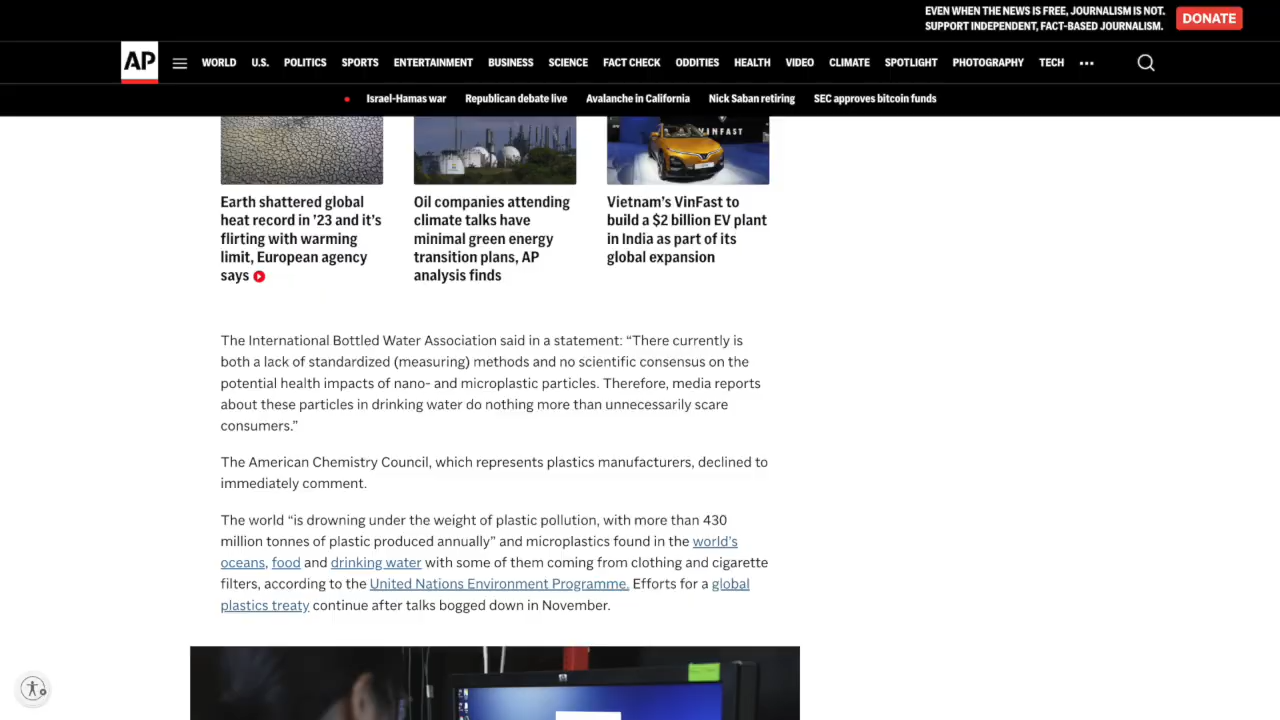 EVEN WHEN THE NEWS IS FREE, JOURNALISM IS NOT.
SUPPORT INDEPENDENT, FACT-BASED JOURNALISM.
DONATE
AP
WORLD U.S. POLITICS SPORTS ENTERTAINMENT BUSINESS SCIENCE FACT CHECK ODDITIES HEALTH VIDEO CLIMATE SPOTLIGHT PHOTOGRAPHY TECH
Israel-Hamas war Republican debate live Avalanche in California Nick Saban retiring SEC approves bitcoin funds
VINFAST
Earth shattered global
heat record in ’23 and it’s
flirting with warming
limit, European agency
says
Oil companies attending
climate talks have
minimal green energy
transition plans, AP
analysis finds
Vietnam’s VinFast to
build a $2 billion EV plant
in India as part of its
global expansion
The International Bottled Water Association said in a statement: “There currently is
both a lack of standardized (measuring) methods and no scientific consensus on the
potential health impacts of nano- and microplastic particles. Therefore, media reports
about these particles in drinking water do nothing more than unnecessarily scare
consumers.”
The American Chemistry Council, which represents plastics manufacturers, declined to
immediately comment.
The world “is drowning under the weight of plastic pollution, with more than 430
million tonnes of plastic produced annually” and microplastics found in the world’s
oceans, food and drinking water with some of them coming from clothing and cigarette
filters, according to the United Nations Environment Programme. Efforts for a global
plastics treaty continue after talks bogged down in November.